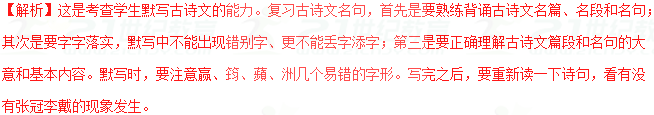 【解析】这是考查学生默写古诗文的能力。复习古诗文名句，首先是要熟练背诵古诗文名篇、名段和名句；
其次是要字字落实，默写中不能出现错别字、更不能丢字添字；第三是要正确理解古诗文篇段和名句的大
意和基本内容。默写时，要注意赢、筠、蘋、洲几个易错的字形。写完之后，要重新读一下诗句，看有没
有张冠李戴的现象发生。